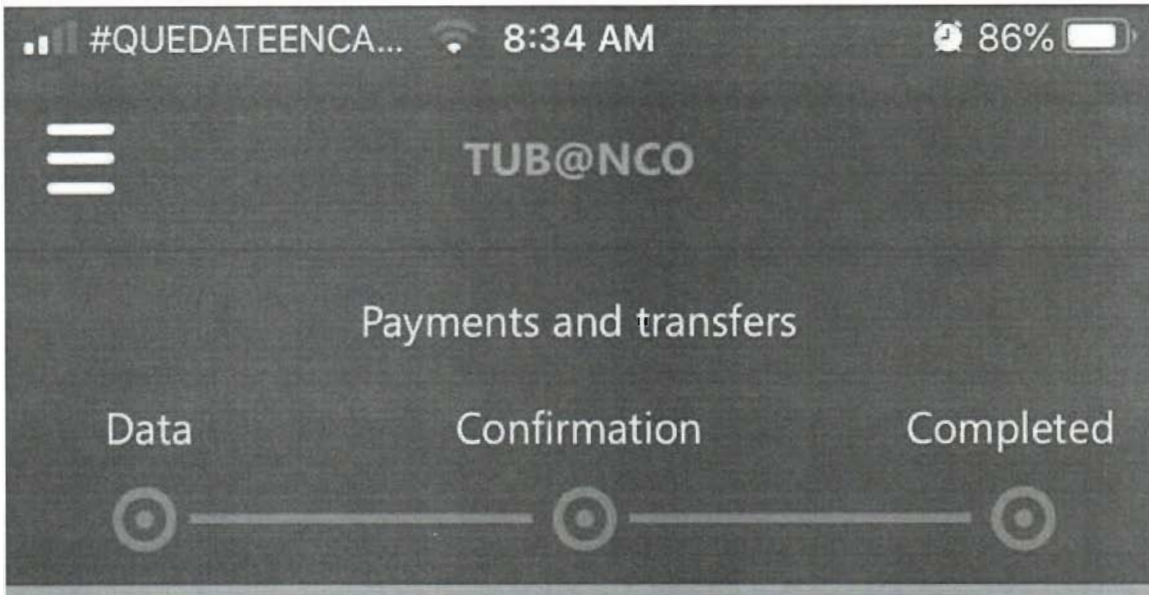 #QUEDATEENCA... 8:34 AM 86%
TUB@NCO
Payments and transfers
Data Confirmation Completed